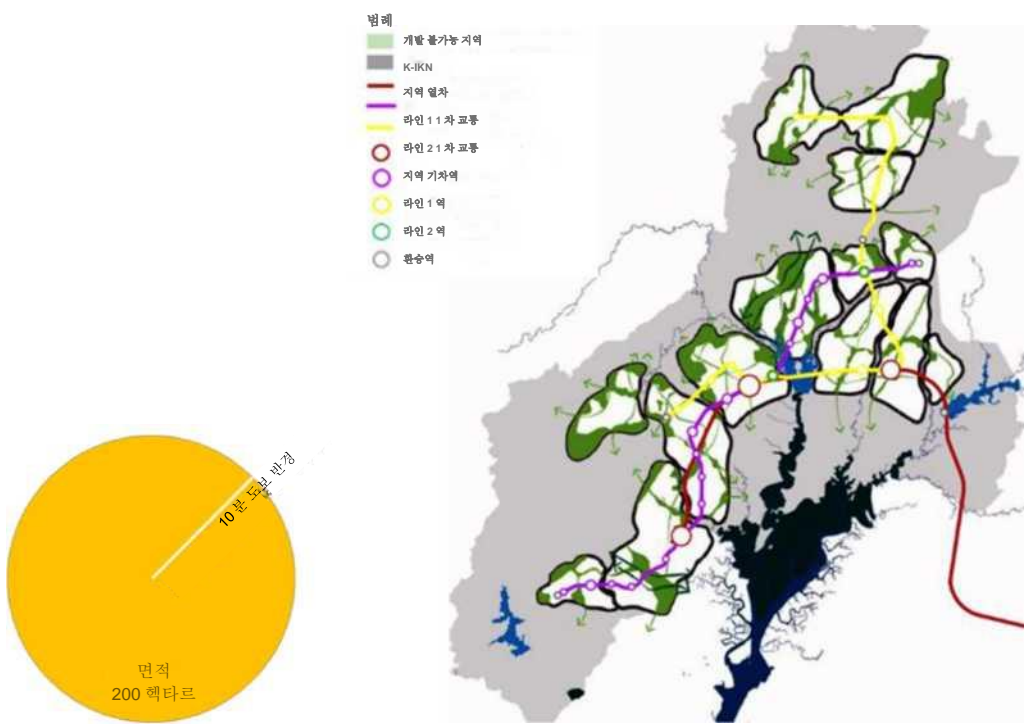 범례
개발 불가능 지역
K-IKN
지역 열차
라인 1 1차 교통
라인 2 1차 교통
지역 기차역
라인 1 역
라인 2 역
환승역
10 분 도보 반경
면적
200 헥타르